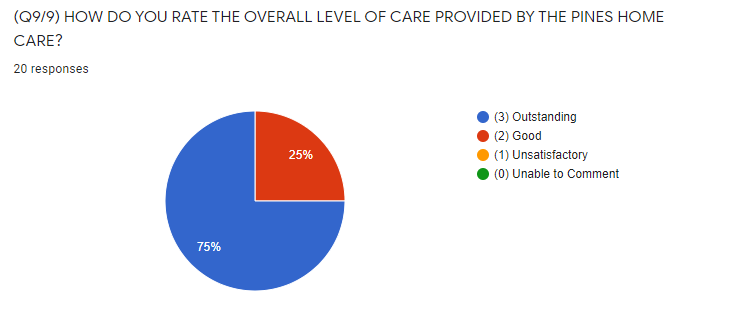 (Q9/9) HOW DO YOU RATE THE OVERALL LEVEL OF CARE PROVIDED BY THE PINES HOME
CARE?
20 responses
(3) Outstanding
(2) Good
(1) Unsatisfactory
(0) Unable to Comment
25%
75%